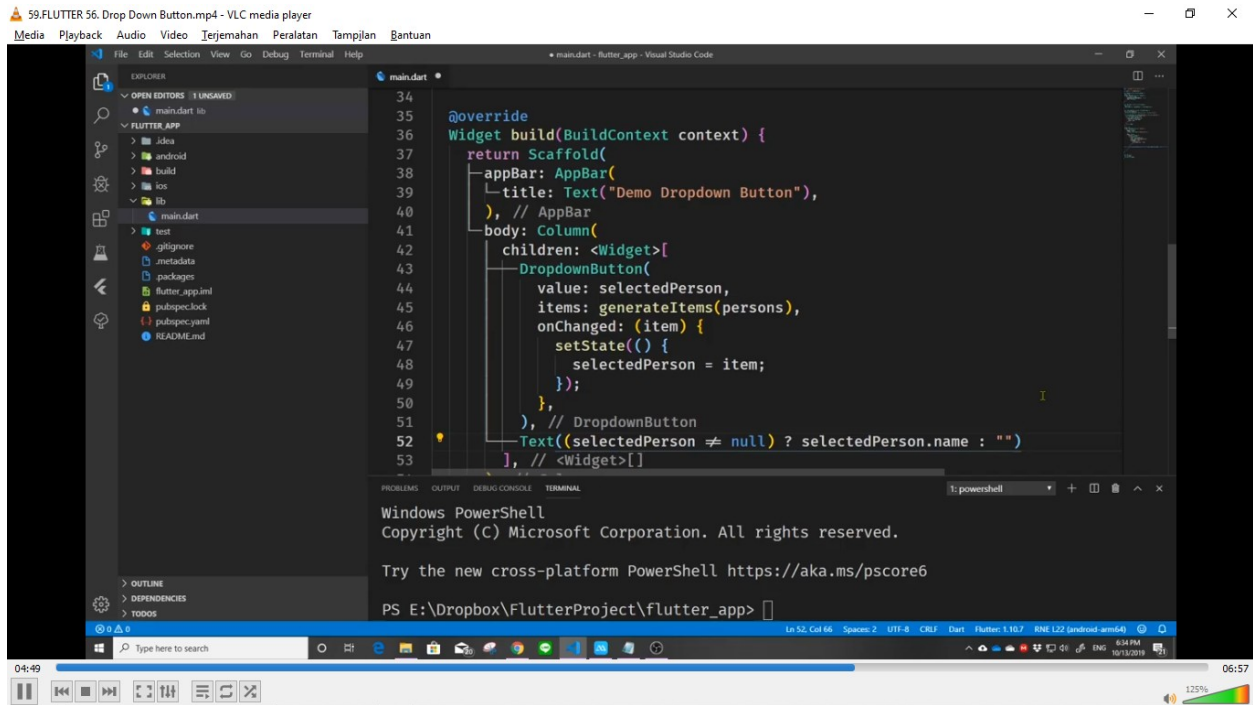 59.FLUTTER 56. Drop Down Button.mp4 - VLC media player
Media Playback Audio Video Terjemahan Peralatan Tampilan Bantuan
File Edit Selection View Go Debug Terminal Help
● main.dart - flutter_app - Visual Studio Code
EXPLORER
OPEN EDITORS 1 UNSAVED
main.dart lib
FLUTTER_APP
.idea
android
build
ios
lib
main.dart
test
.gitignore
.metadata
.packages
flutter_app.iml
pubspec.lock
pubspec.yaml
README.md
OUTLINE
DEPENDENCIES
TODOS
main.dart ●
34
35 @override
36 Widget build(BuildContext context) {
37 return Scaffold(
38 appBar: AppBar(
39 title: Text("Demo Dropdown Button"),
40 ), // AppBar
41 body: Column(
42 children: <Widget>[
43 DropdownButton(
44 value: selectedPerson,
45 items: generateItems(persons),
46 onChanged: (item) {
47 setState(() {
48 selectedPerson = item;
49 });
50 },
51 ), // DropdownButton
52 Text((selectedPerson ≠ null) ? selectedPerson.name : "")
53 ], // <Widget>[]
PROBLEMS OUTPUT DEBUG CONSOLE TERMINAL
1: powershell
Windows PowerShell
Copyright (C) Microsoft Corporation. All rights reserved.
Try the new cross-platform PowerShell https://aka.ms/pscore6
PS E:\Dropbox\FlutterProject\flutter_app>
0 0
Ln 52, Col 66 Spaces: 2 UTF-8 CRLF Dart Flutter: 1.10.7 RNE L22 (android-arm64)
Type here to search
ENG
6:34 PM
10/13/2019
04:49
06:57
125%